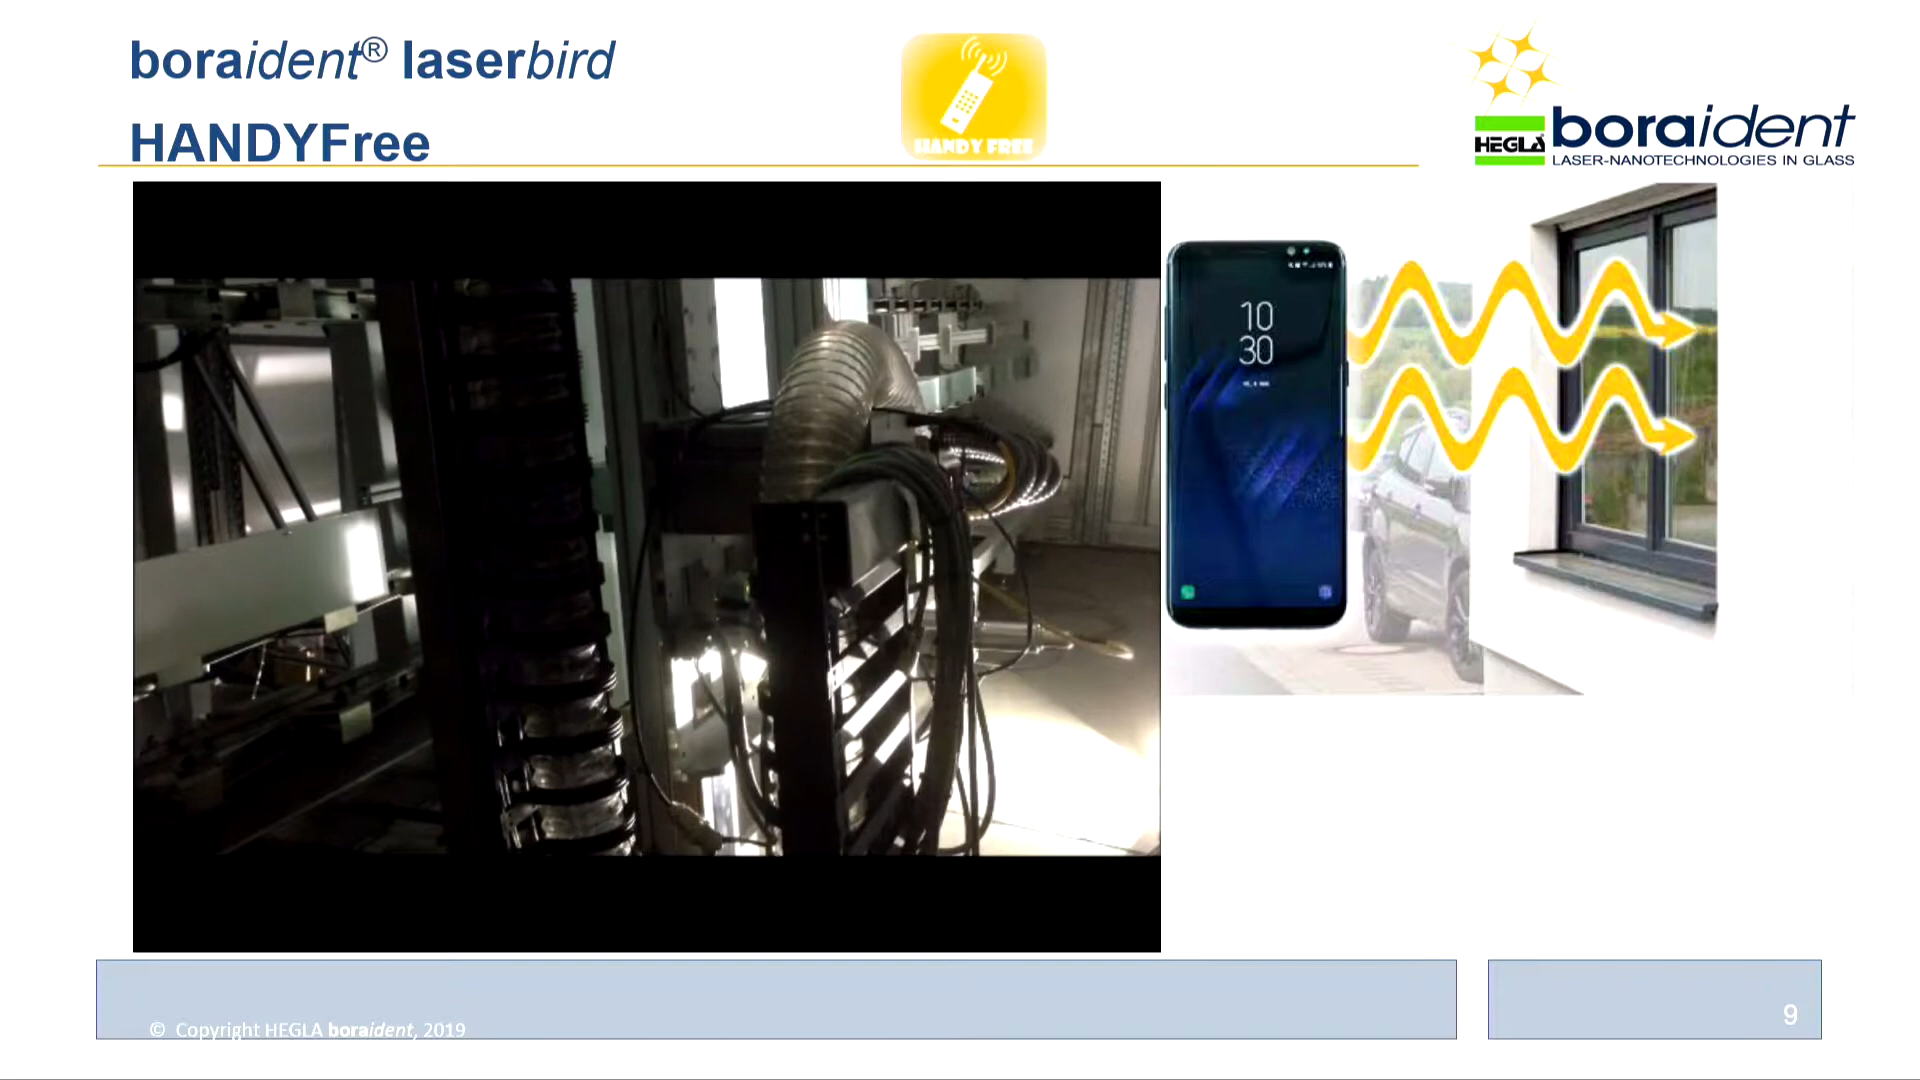 boraident® laserbird
HANDYFree
HANDY FREE
HEGLA boraident
LASER-NANOTECHNOLOGIES IN GLASS
10
30
© Copyright HEGLA boraident, 2019
9